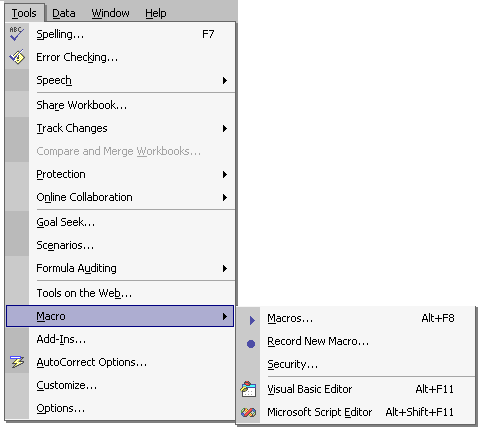 Tools Data Window Help
Spelling... F7
Error Checking...
Speech
Share Workbook...
Track Changes
Compare and Merge Workbooks...
Protection
Online Collaboration
Goal Seek...
Scenarios...
Formula Auditing
Tools on the Web...
Macro
Add-Ins...
AutoCorrect Options...
Customize...
Options...
Macros... Alt+F8
Record New Macro...
Security...
Visual Basic Editor Alt+F11
Microsoft Script Editor Alt+Shift+F11